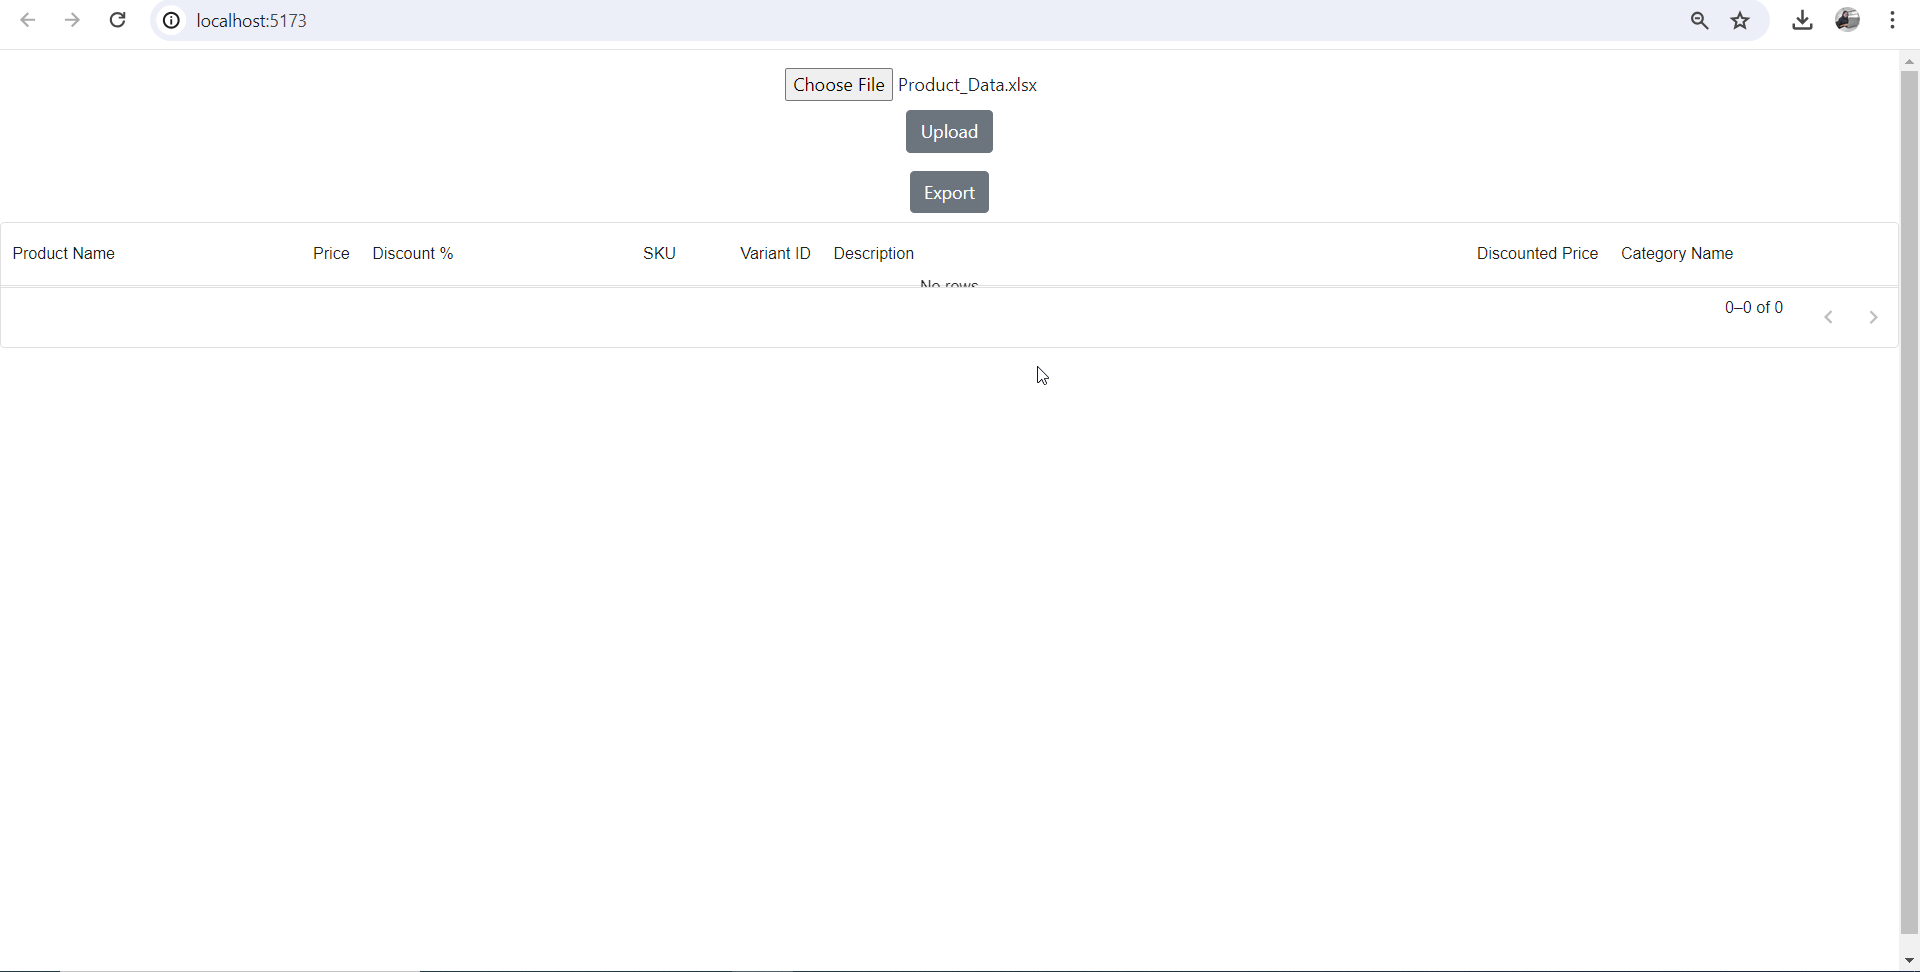 localhost:5173
Choose File Product_Data.xlsx
Upload
Export
Product Name Price Discount % SKU Variant ID Description Discounted Price Category Name
No rows
0–0 of 0